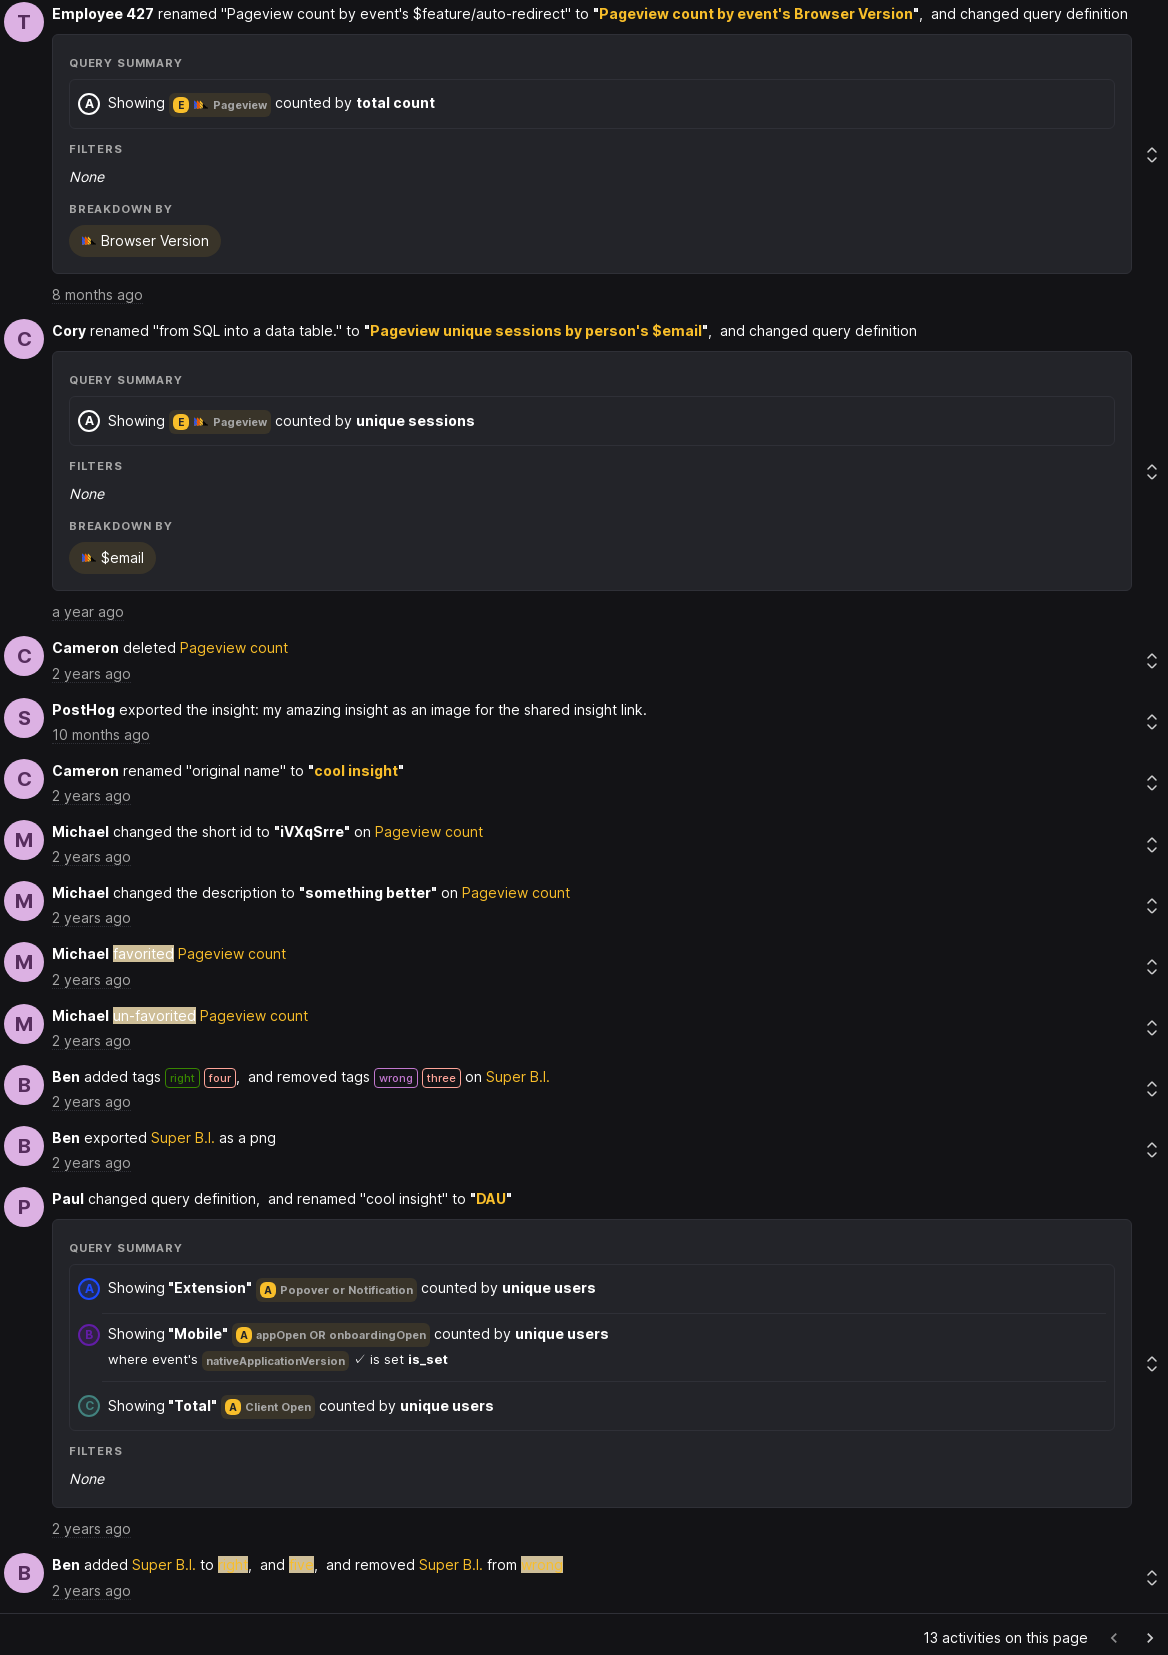 T
Employee 427 renamed "Pageview count by event's $feature/auto-redirect" to "Pageview count by event's Browser Version", and changed query definition
QUERY SUMMARY
A Showing E Pageview counted by total count
FILTERS
None
BREAKDOWN BY
Browser Version
8 months ago
C
Cory renamed "from SQL into a data table." to "Pageview unique sessions by person's $email", and changed query definition
QUERY SUMMARY
A Showing E Pageview counted by unique sessions
FILTERS
None
BREAKDOWN BY
$email
a year ago
C
Cameron deleted Pageview count
2 years ago
S
PostHog exported the insight: my amazing insight as an image for the shared insight link.
10 months ago
C
Cameron renamed "original name" to "cool insight"
2 years ago
M
Michael changed the short id to "iVXqSrre" on Pageview count
2 years ago
M
Michael changed the description to "something better" on Pageview count
2 years ago
M
Michael favorited Pageview count
2 years ago
M
Michael un-favorited Pageview count
2 years ago
B
Ben added tags right four, and removed tags wrong three on Super B.I.
2 years ago
B
Ben exported Super B.I. as a png
2 years ago
P
Paul changed query definition, and renamed "cool insight" to "DAU"
QUERY SUMMARY
A Showing "Extension" A Popover or Notification counted by unique users
B Showing "Mobile" A appOpen OR onboardingOpen counted by unique users
where event's nativeApplicationVersion ✓ is set is_set
C Showing "Total" A Client Open counted by unique users
FILTERS
None
2 years ago
B
Ben added Super B.I. to , and , and removed Super B.I. from
2 years ago
13 activities on this page